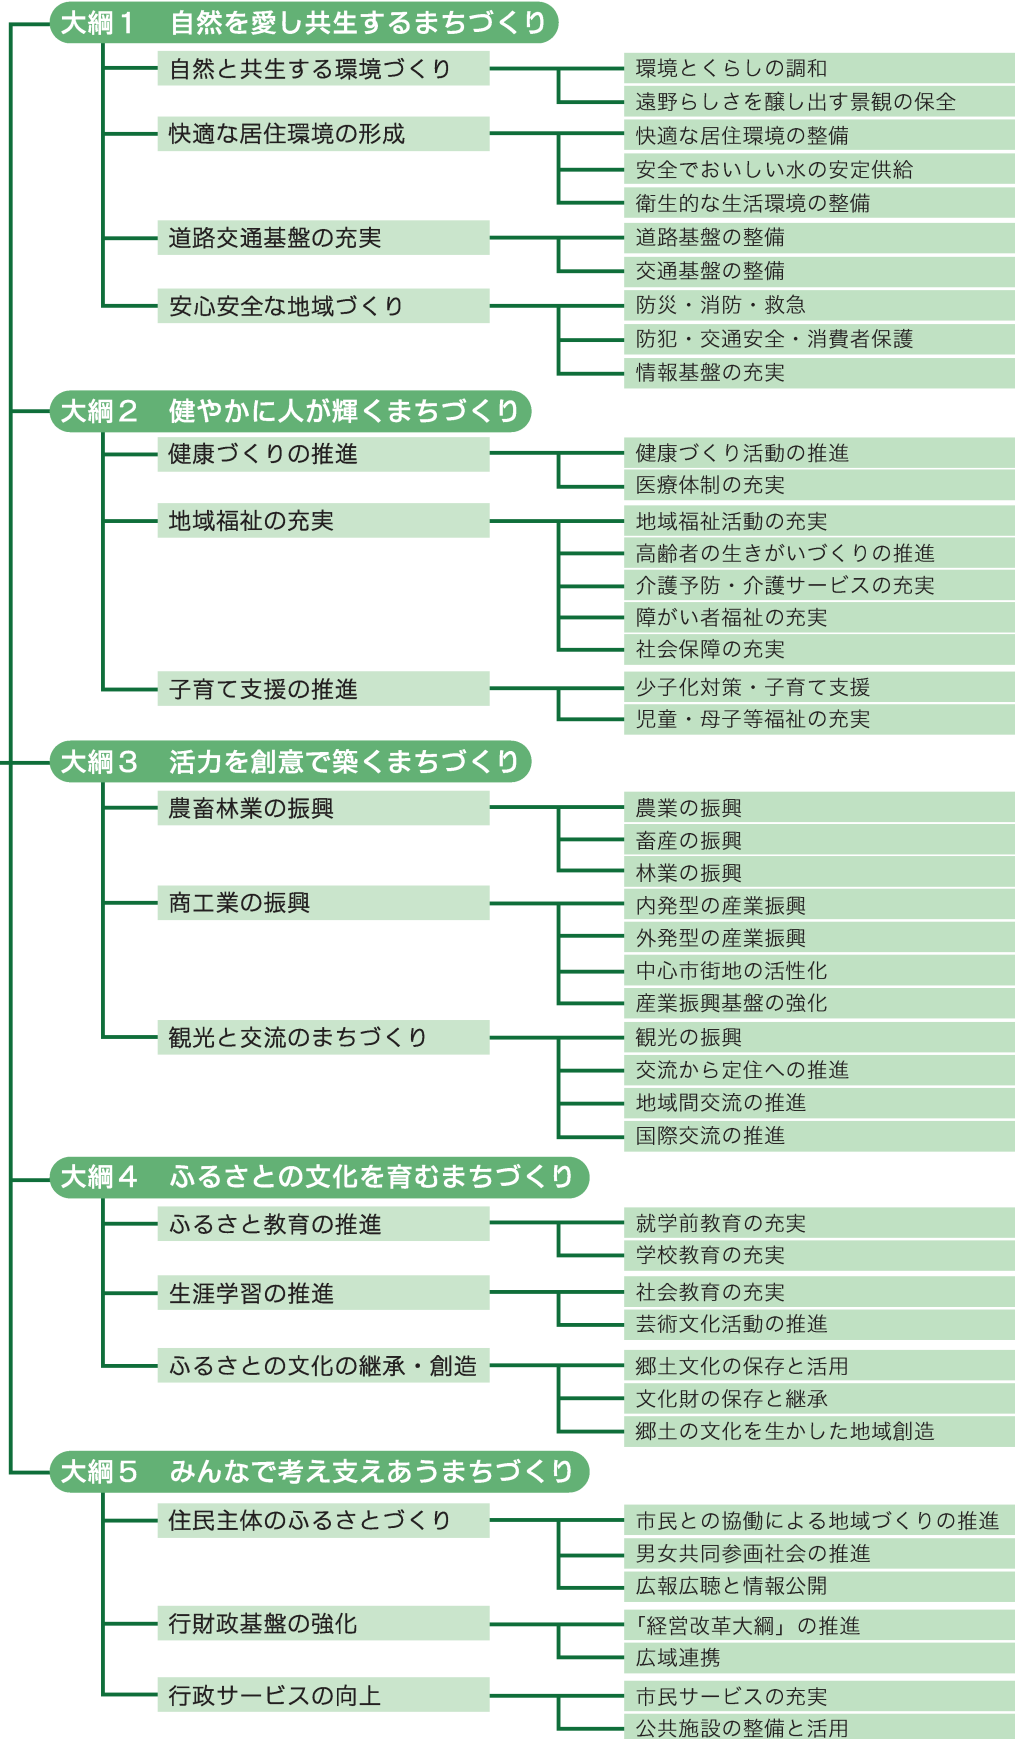 大綱１　自然を愛し共生するまちづくり
自然と共生する環境づくり
環境とくらしの調和
遠野らしさを醸し出す景観の保全
快適な居住環境の形成
快適な居住環境の整備
安全でおいしい水の安定供給
衛生的な生活環境の整備
道路交通基盤の充実
道路基盤の整備
交通基盤の整備
安心安全な地域づくり
防災・消防・救急
防犯・交通安全・消費者保護
情報基盤の充実
大綱２　健やかに人が輝くまちづくり
健康づくりの推進
健康づくり活動の推進
医療体制の充実
地域福祉の充実
地域福祉活動の充実
高齢者の生きがいづくりの推進
介護予防・介護サービスの充実
障がい者福祉の充実
社会保障の充実
子育て支援の推進
少子化対策・子育て支援
児童・母子等福祉の充実
大綱３　活力を創意で築くまちづくり
農畜林業の振興
農業の振興
畜産の振興
林業の振興
商工業の振興
内発型の産業振興
外発型の産業振興
中心市街地の活性化
産業振興基盤の強化
観光と交流のまちづくり
観光の振興
交流から定住への推進
地域間交流の推進
国際交流の推進
大綱４　ふるさとの文化を育むまちづくり
ふるさと教育の推進
就学前教育の充実
学校教育の充実
生涯学習の推進
社会教育の充実
芸術文化活動の推進
ふるさとの文化の継承・創造
郷土文化の保存と活用
文化財の保存と継承
郷土の文化を生かした地域創造
大綱５　みんなで考え支えあうまちづくり
住民主体のふるさとづくり
市民との協働による地域づくりの推進
男女共同参画社会の推進
広報広聴と情報公開
行財政基盤の強化
「経営改革大綱」の推進
広域連携
行政サービスの向上
市民サービスの充実
公共施設の整備と活用